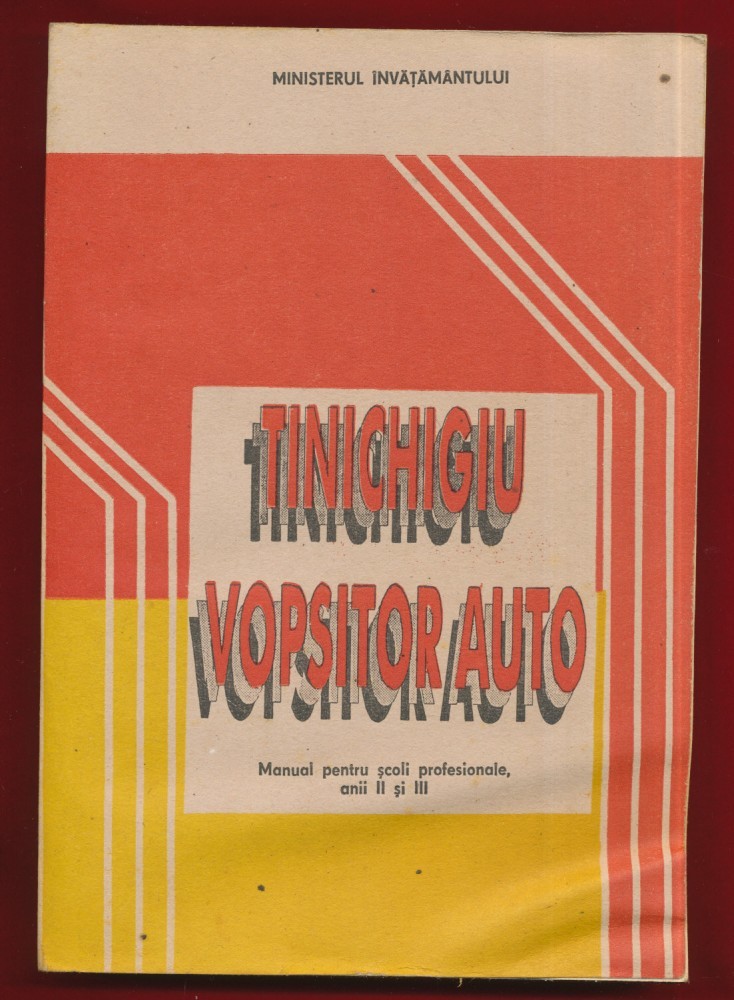 MINISTERUL ÎNVĂȚĂMÂNTULUI
TINICHIGIU
VOPSITOR AUTO
Manual pentru școli profesionale,
anii II și III